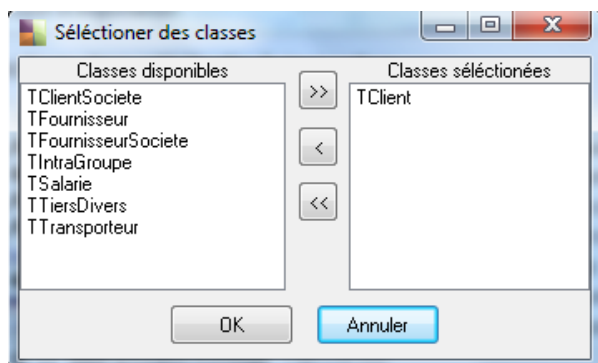 Séléctioner des classes
Classes disponibles
TClientSociete
TFournisseur
TFournisseurSociete
TIntraGroupe
TSalarie
TTiersDivers
TTransporteur
>>
<
<<
Classes séléctionées
TClient
OK
Annuler